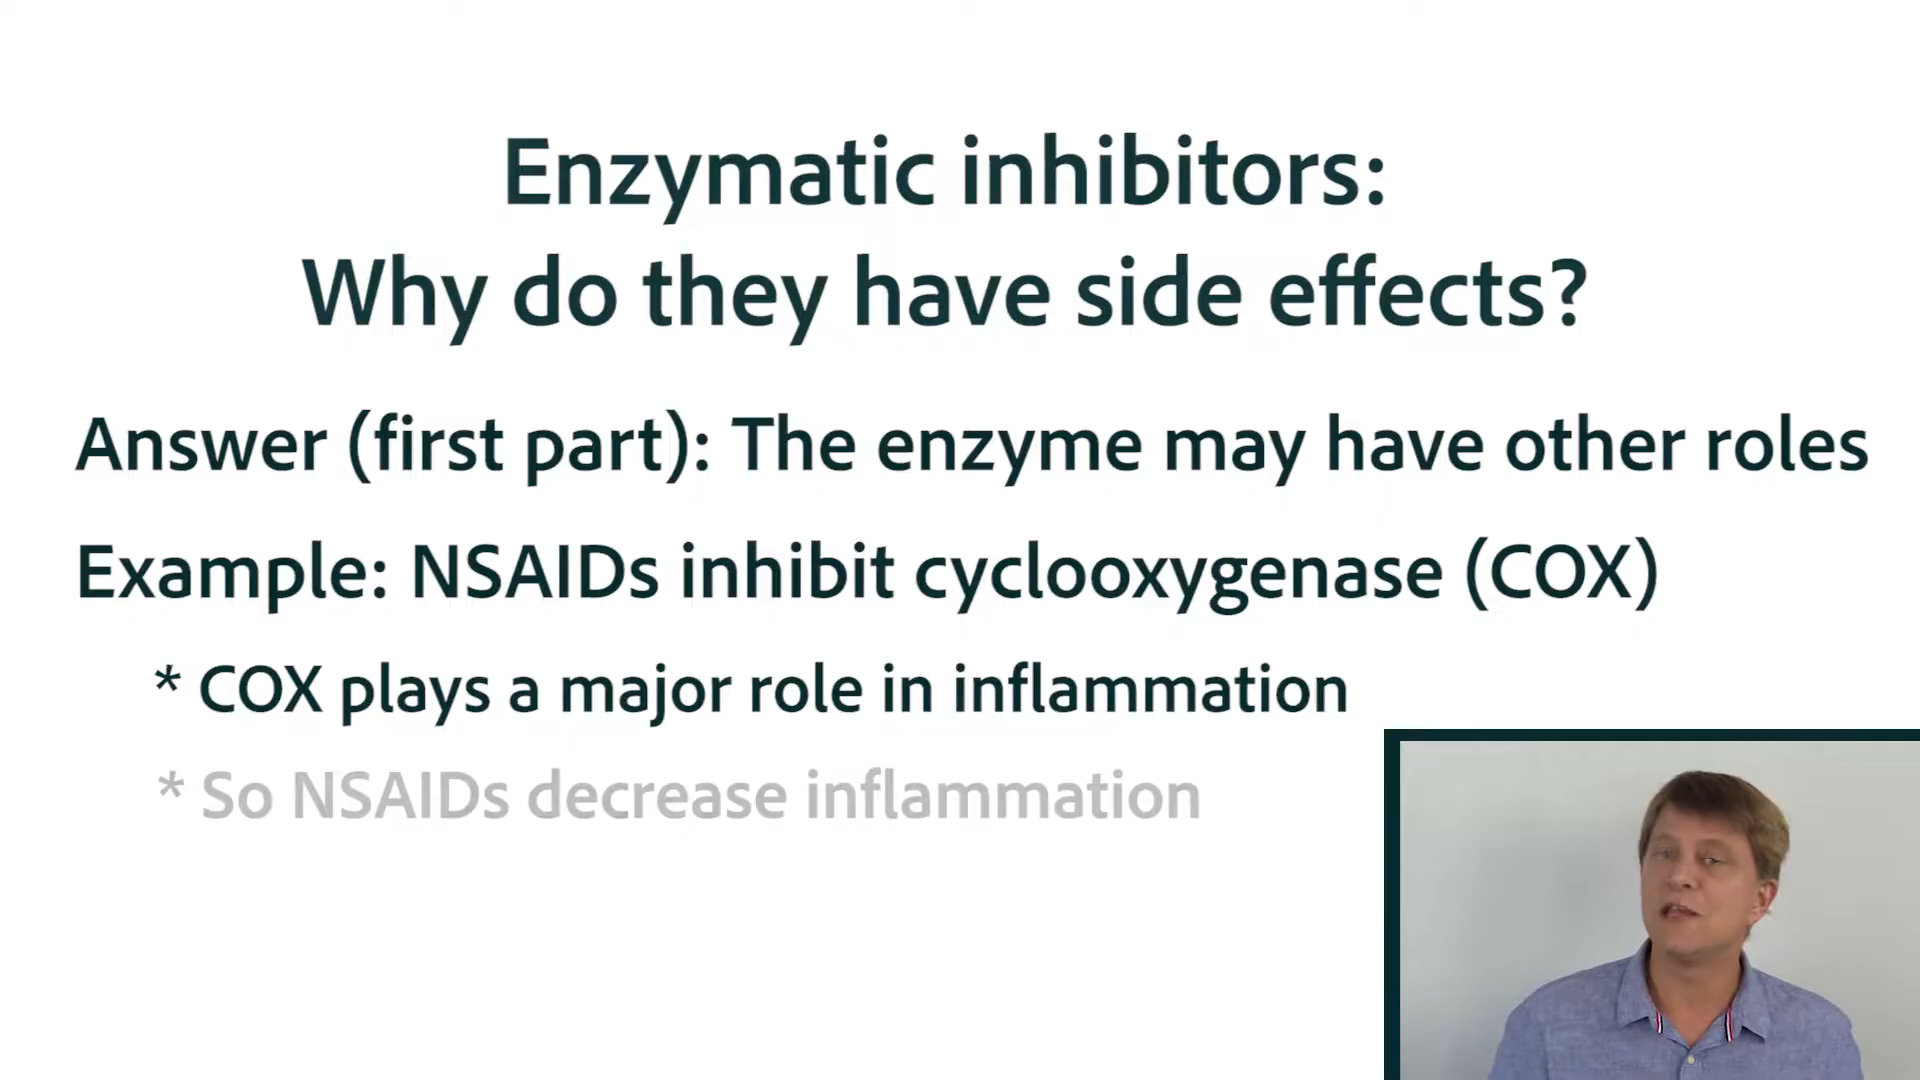 Enzymatic inhibitors:
Why do they have side effects?
Answer (first part): The enzyme may have other roles
Example: NSAIDs inhibit cyclooxygenase (COX)
* COX plays a major role in inflammation
* So NSAIDs decrease inflammation